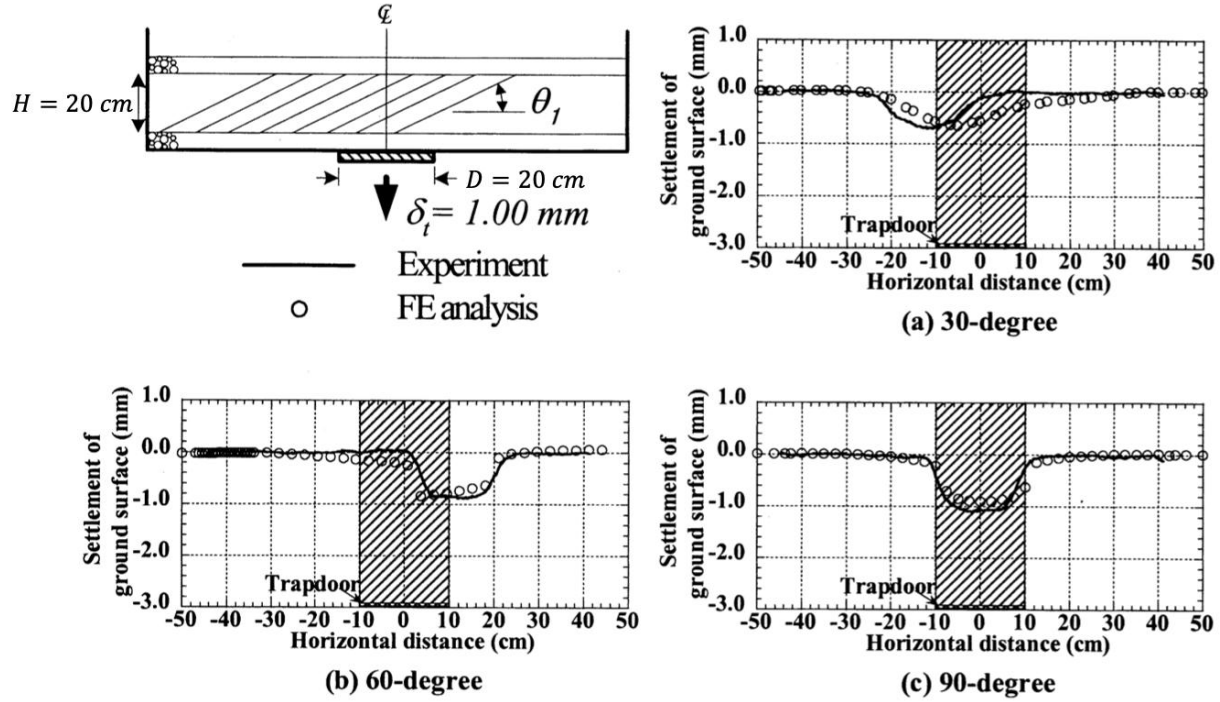 ℄
H = 20 cm
θ1
D = 20 cm
δt= 1.00 mm
Experiment
FE analysis
Settlement of
ground surface (mm)
1.0
0.0
-1.0
-2.0
-3.0
Trapdoor
-50 -40 -30 -20 -10 0 10 20 30 40 50
Horizontal distance (cm)
(a) 30-degree
Settlement of
ground surface (mm)
1.0
0.0
-1.0
-2.0
-3.0
Trapdoor
-50 -40 -30 -20 -10 0 10 20 30 40 50
Horizontal distance (cm)
(b) 60-degree
Settlement of
ground surface (mm)
1.0
0.0
-1.0
-2.0
-3.0
Trapdoor
-50 -40 -30 -20 -10 0 10 20 30 40 50
Horizontal distance (cm)
(c) 90-degree